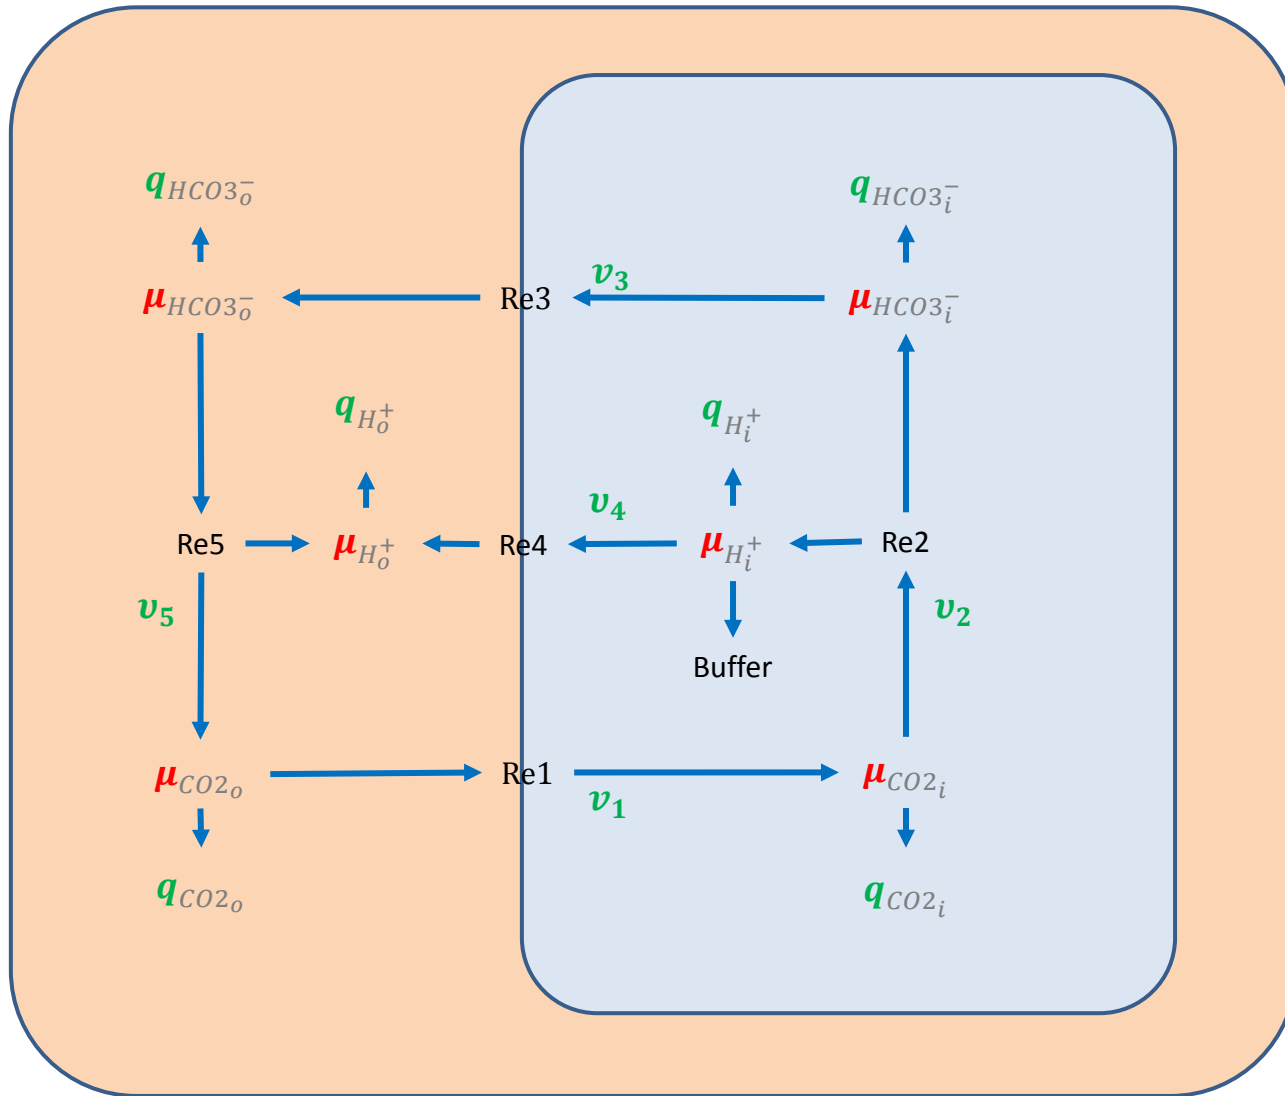 q_{HCO3_o^-}
q_{HCO3_i^-}
v_3
μ_{HCO3_o^-}
Re3
μ_{HCO3_i^-}
q_{H_o^+}
q_{H_i^+}
v_4
Re5
μ_{H_o^+}
Re4
μ_{H_i^+}
Re2
v_5
v_2
Buffer
μ_{CO2_o}
Re1
μ_{CO2_i}
v_1
q_{CO2_o}
q_{CO2_i}